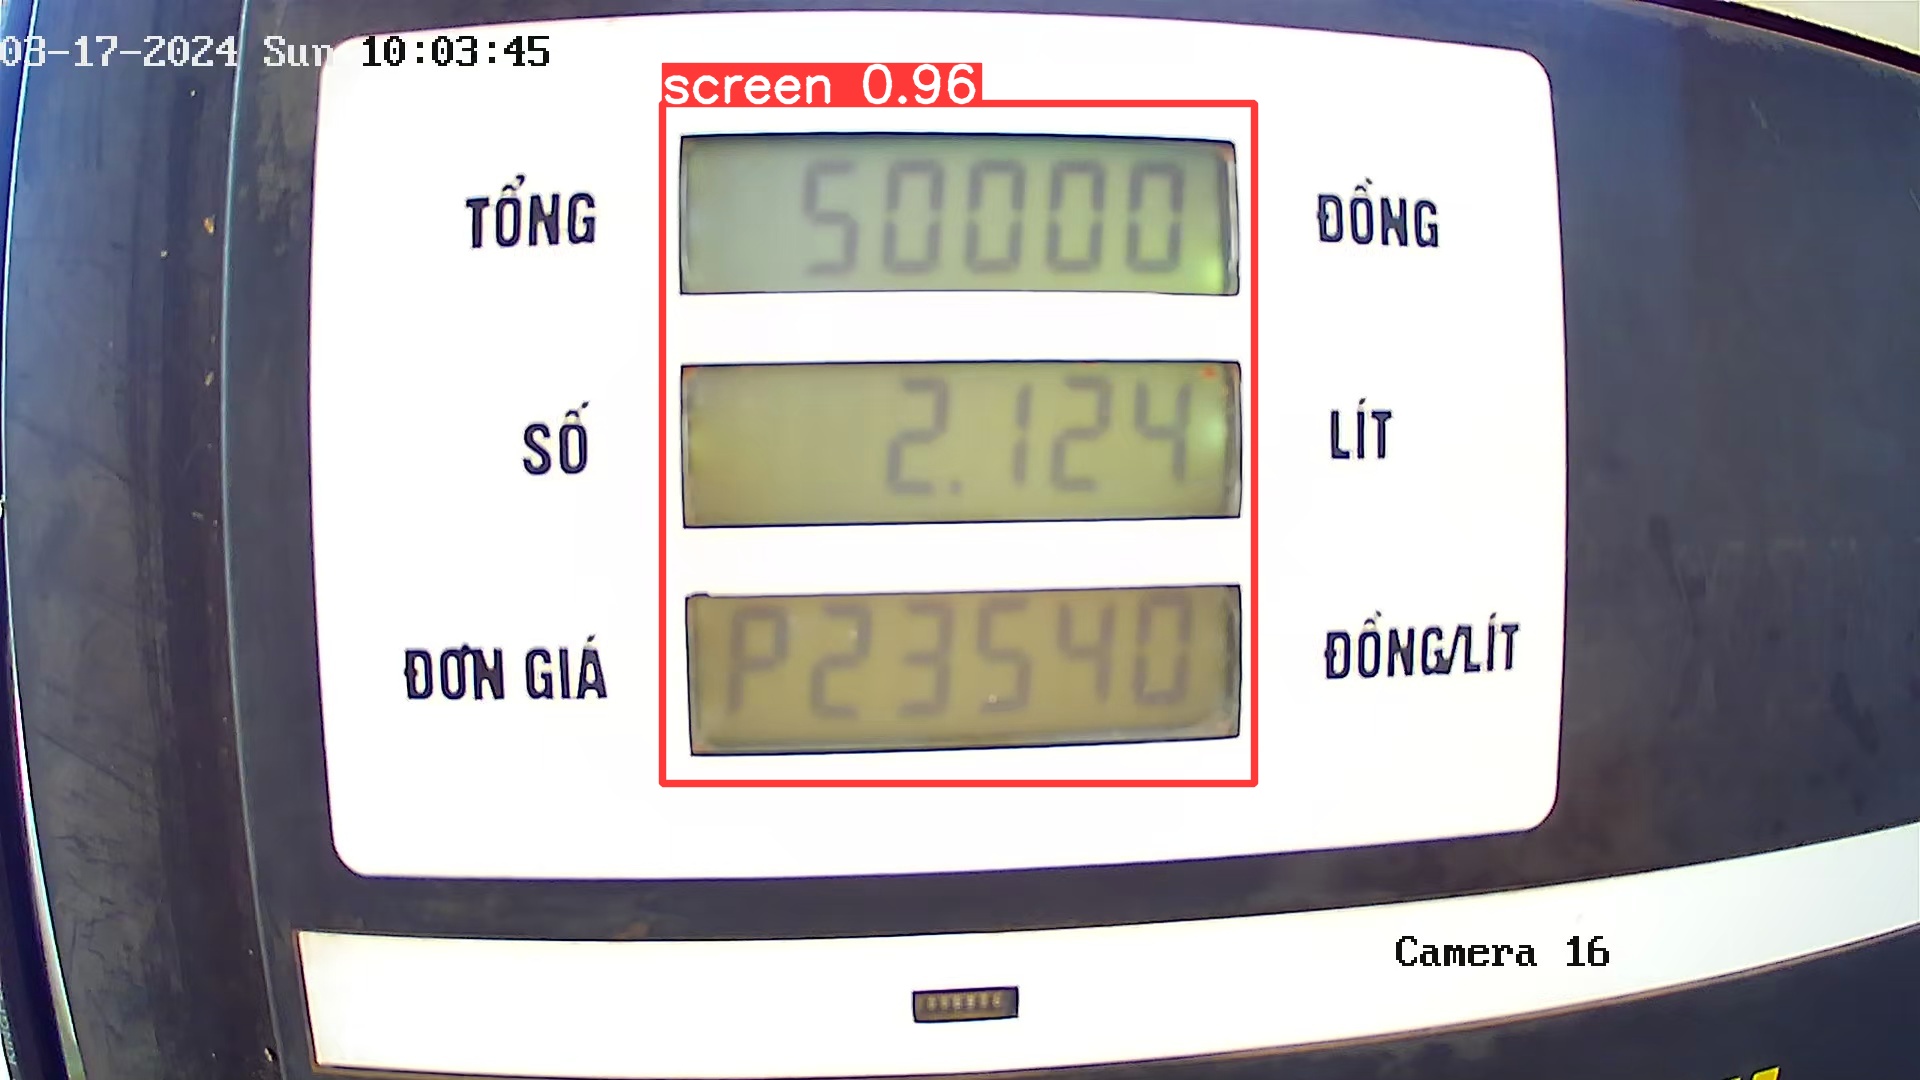 03-17-2024 Sun 10:03:45
screen 0.96
TỔNG 50000 ĐỒNG
SỐ 2.124 LÍT
ĐƠN GIÁ P23540 ĐỒNG/LÍT
Camera 16